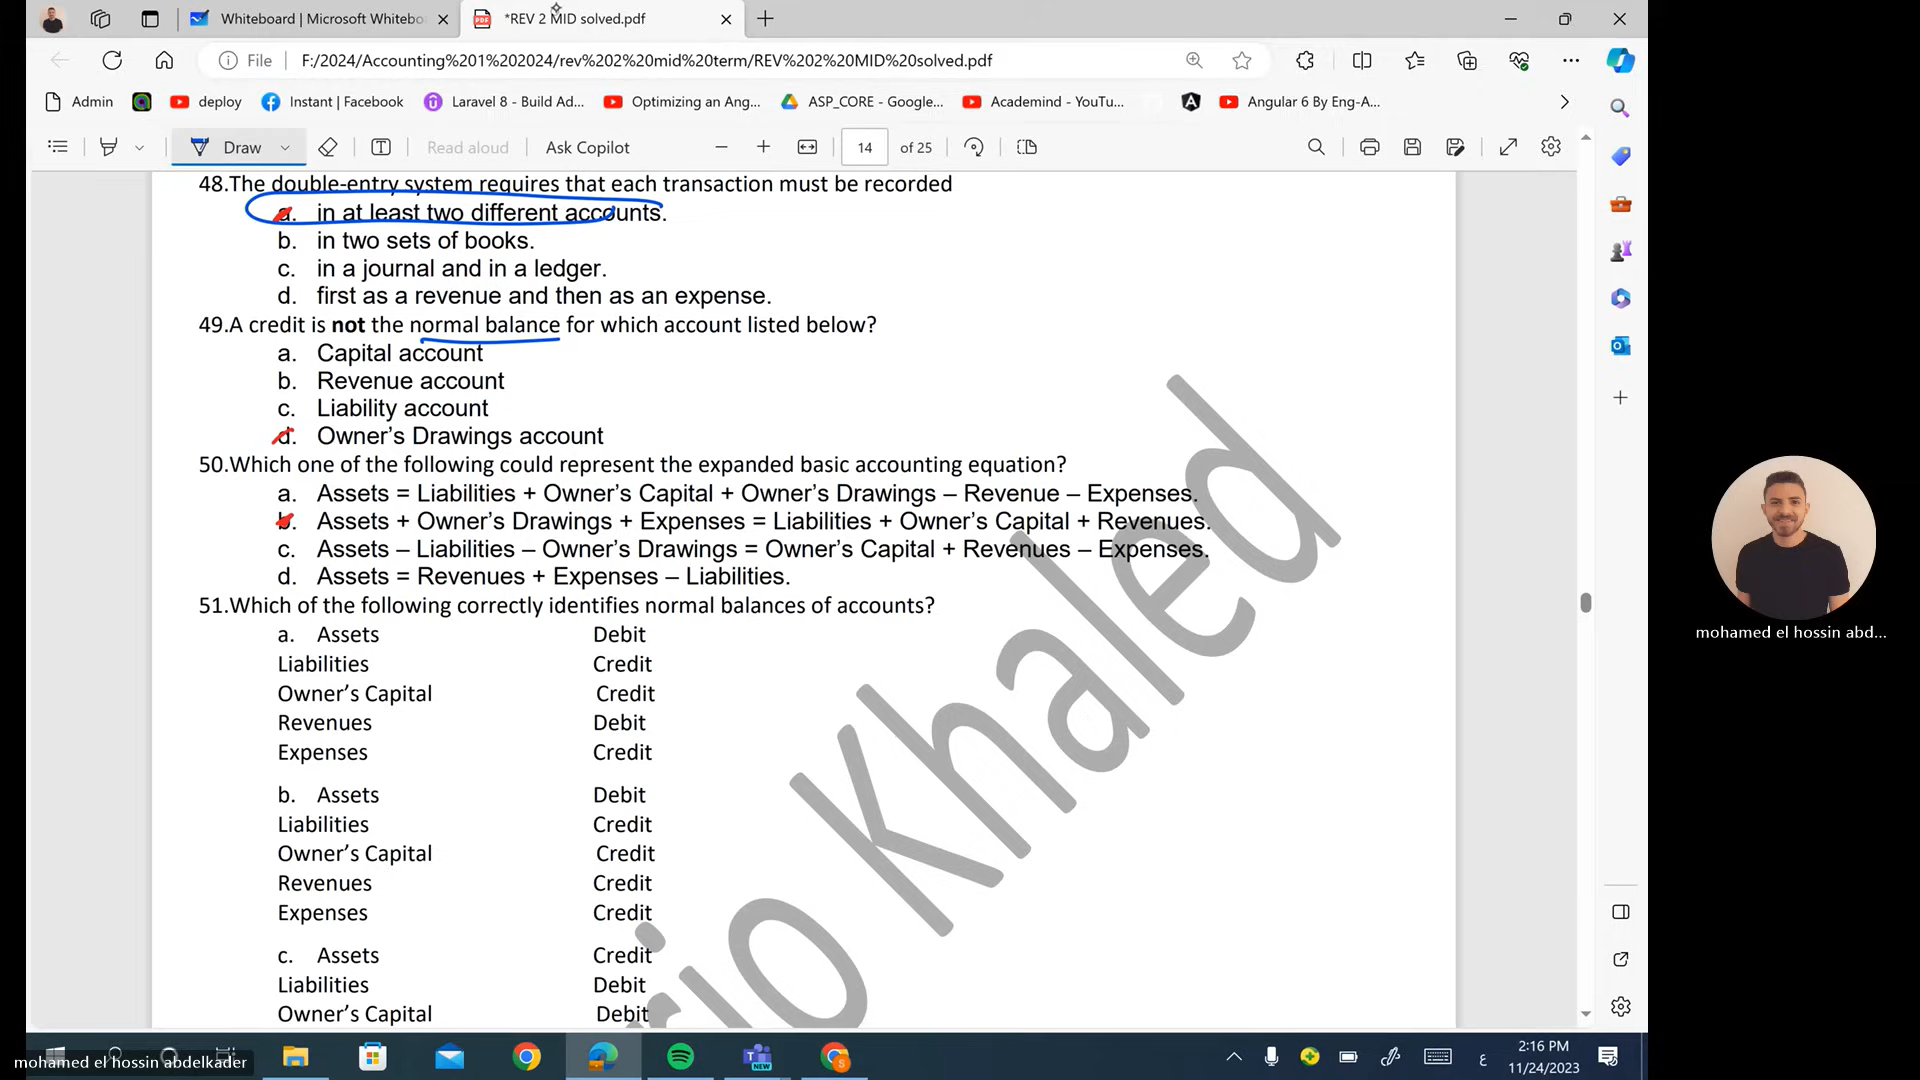 Whiteboard | Microsoft Whitebo
*REV 2 MID solved.pdf
File
F:/2024/Accounting%201%202024/rev%202%20mid%20term/REV%202%20MID%20solved.pdf
Admin
deploy
Instant | Facebook
Laravel 8 - Build Ad...
Optimizing an Ang...
ASP_CORE - Google...
Academind - YouTu...
Angular 6 By Eng-A...
Draw
Read aloud
Ask Copilot
14
of 25
48.The double-entry system requires that each transaction must be recorded
a. in at least two different accounts.
b. in two sets of books.
c. in a journal and in a ledger.
d. first as a revenue and then as an expense.
49.A credit is not the normal balance for which account listed below?
a. Capital account
b. Revenue account
c. Liability account
d. Owner's Drawings account
50.Which one of the following could represent the expanded basic accounting equation?
a. Assets = Liabilities + Owner's Capital + Owner's Drawings – Revenue – Expenses.
b. Assets + Owner's Drawings + Expenses = Liabilities + Owner's Capital + Revenues.
c. Assets – Liabilities – Owner's Drawings = Owner's Capital + Revenues – Expenses.
d. Assets = Revenues + Expenses – Liabilities.
51.Which of the following correctly identifies normal balances of accounts?
a. Assets Debit
Liabilities Credit
Owner's Capital Credit
Revenues Debit
Expenses Credit
b. Assets Debit
Liabilities Credit
Owner's Capital Credit
Revenues Credit
Expenses Credit
c. Assets Credit
Liabilities Debit
Owner's Capital Debit
rio Khaled
mohamed el hossin abd...
mohamed el hossin abdelkader
NEW
ع
2:16 PM
11/24/2023